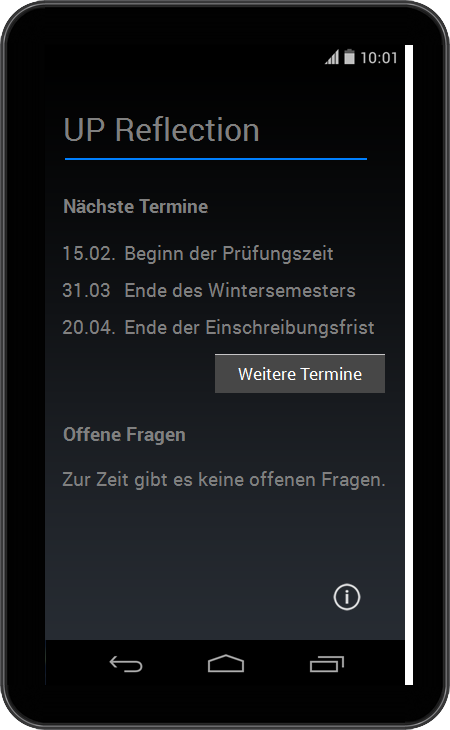 10:01
UP Reflection
Nächste Termine
15.02. Beginn der Prüfungszeit
31.03 Ende des Wintersemesters
20.04. Ende der Einschreibungsfrist
Weitere Termine
Offene Fragen
Zur Zeit gibt es keine offenen Fragen.